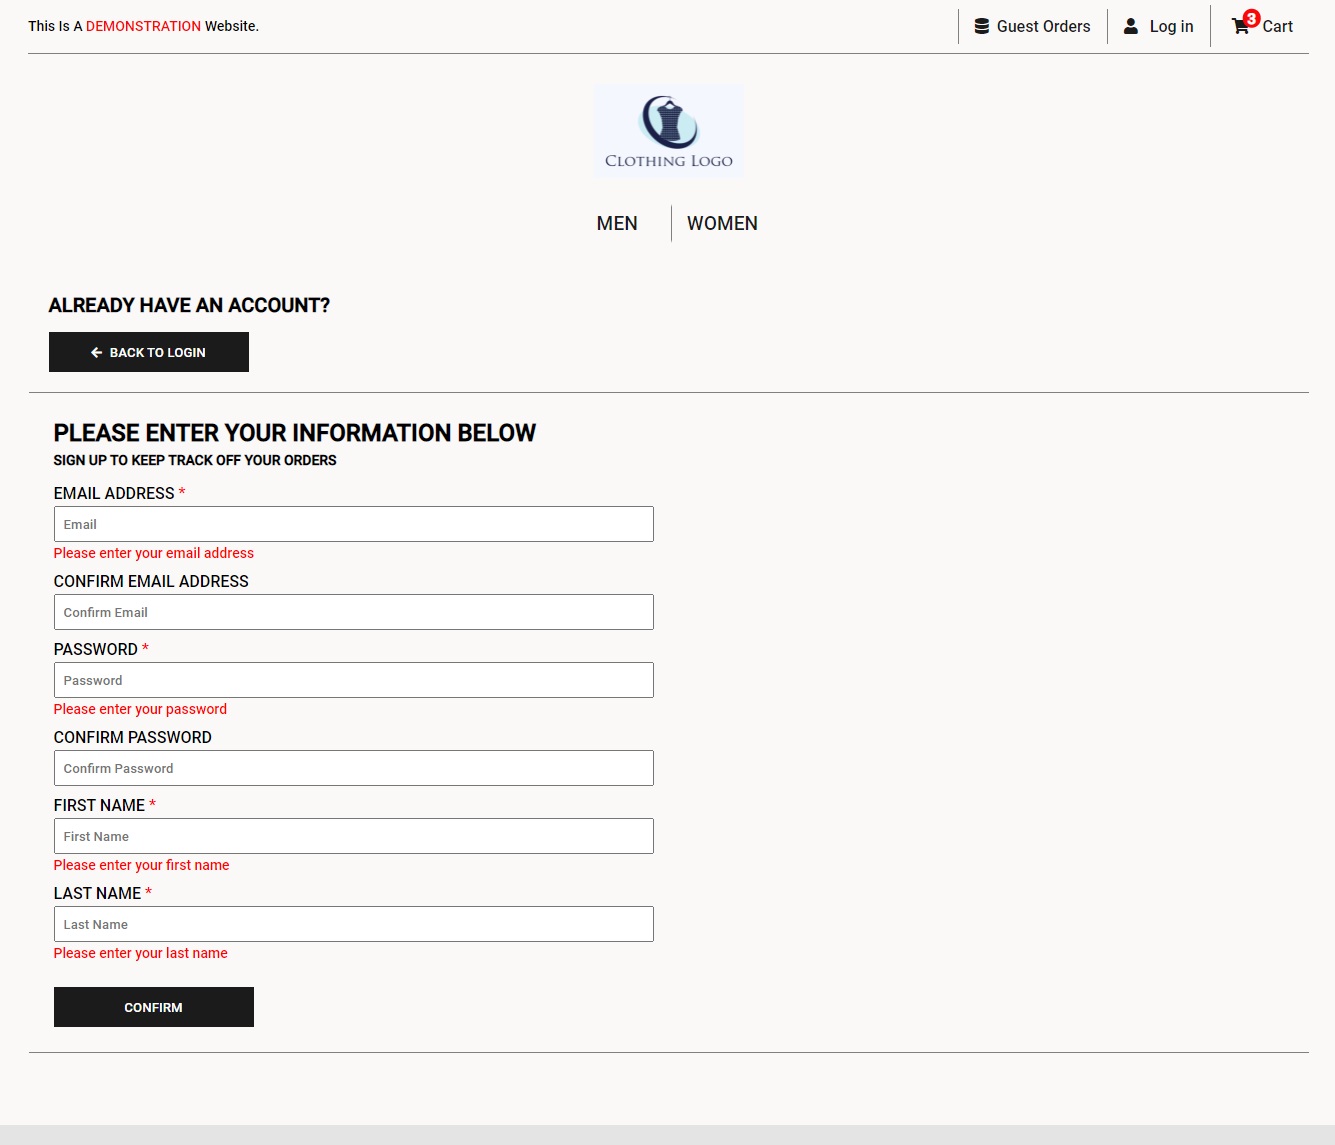 This Is A DEMONSTRATION Website.
Guest Orders
Log in
3
Cart
CLOTHING LOGO
MEN
WOMEN
ALREADY HAVE AN ACCOUNT?
BACK TO LOGIN
PLEASE ENTER YOUR INFORMATION BELOW
SIGN UP TO KEEP TRACK OFF YOUR ORDERS
EMAIL ADDRESS *
Email
Please enter your email address
CONFIRM EMAIL ADDRESS
Confirm Email
PASSWORD *
Password
Please enter your password
CONFIRM PASSWORD
Confirm Password
FIRST NAME *
First Name
Please enter your first name
LAST NAME *
Last Name
Please enter your last name
CONFIRM